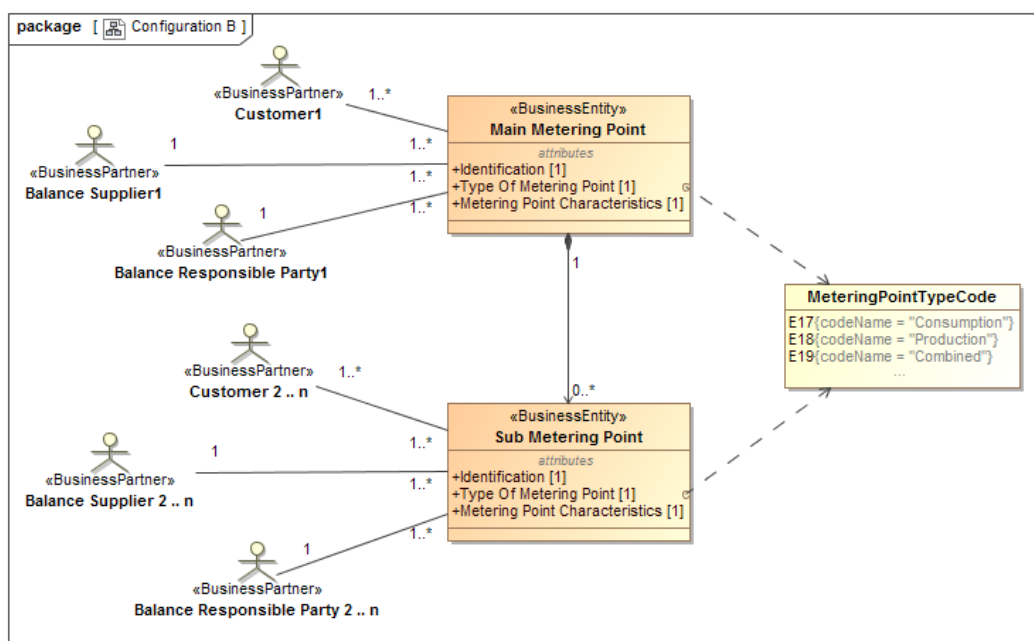 package [ Configuration B ]
«BusinessPartner»
Customer1
1..*
«BusinessEntity»
Main Metering Point
attributes
+Identification [1]
+Type Of Metering Point [1]
+Metering Point Characteristics [1]
1
1..*
«BusinessPartner»
Balance Supplier1
1..*
1
1..*
«BusinessPartner»
Balance Responsible Party1
1
MeteringPointTypeCode
E17{codeName = "Consumption"}
E18{codeName = "Production"}
E19{codeName = "Combined"}
...
0..*
«BusinessPartner»
Customer 2 .. n
1..*
«BusinessEntity»
Sub Metering Point
attributes
+Identification [1]
+Type Of Metering Point [1]
+Metering Point Characteristics [1]
1
1..*
«BusinessPartner»
Balance Supplier 2 .. n
1..*
1
1..*
«BusinessPartner»
Balance Responsible Party 2 .. n